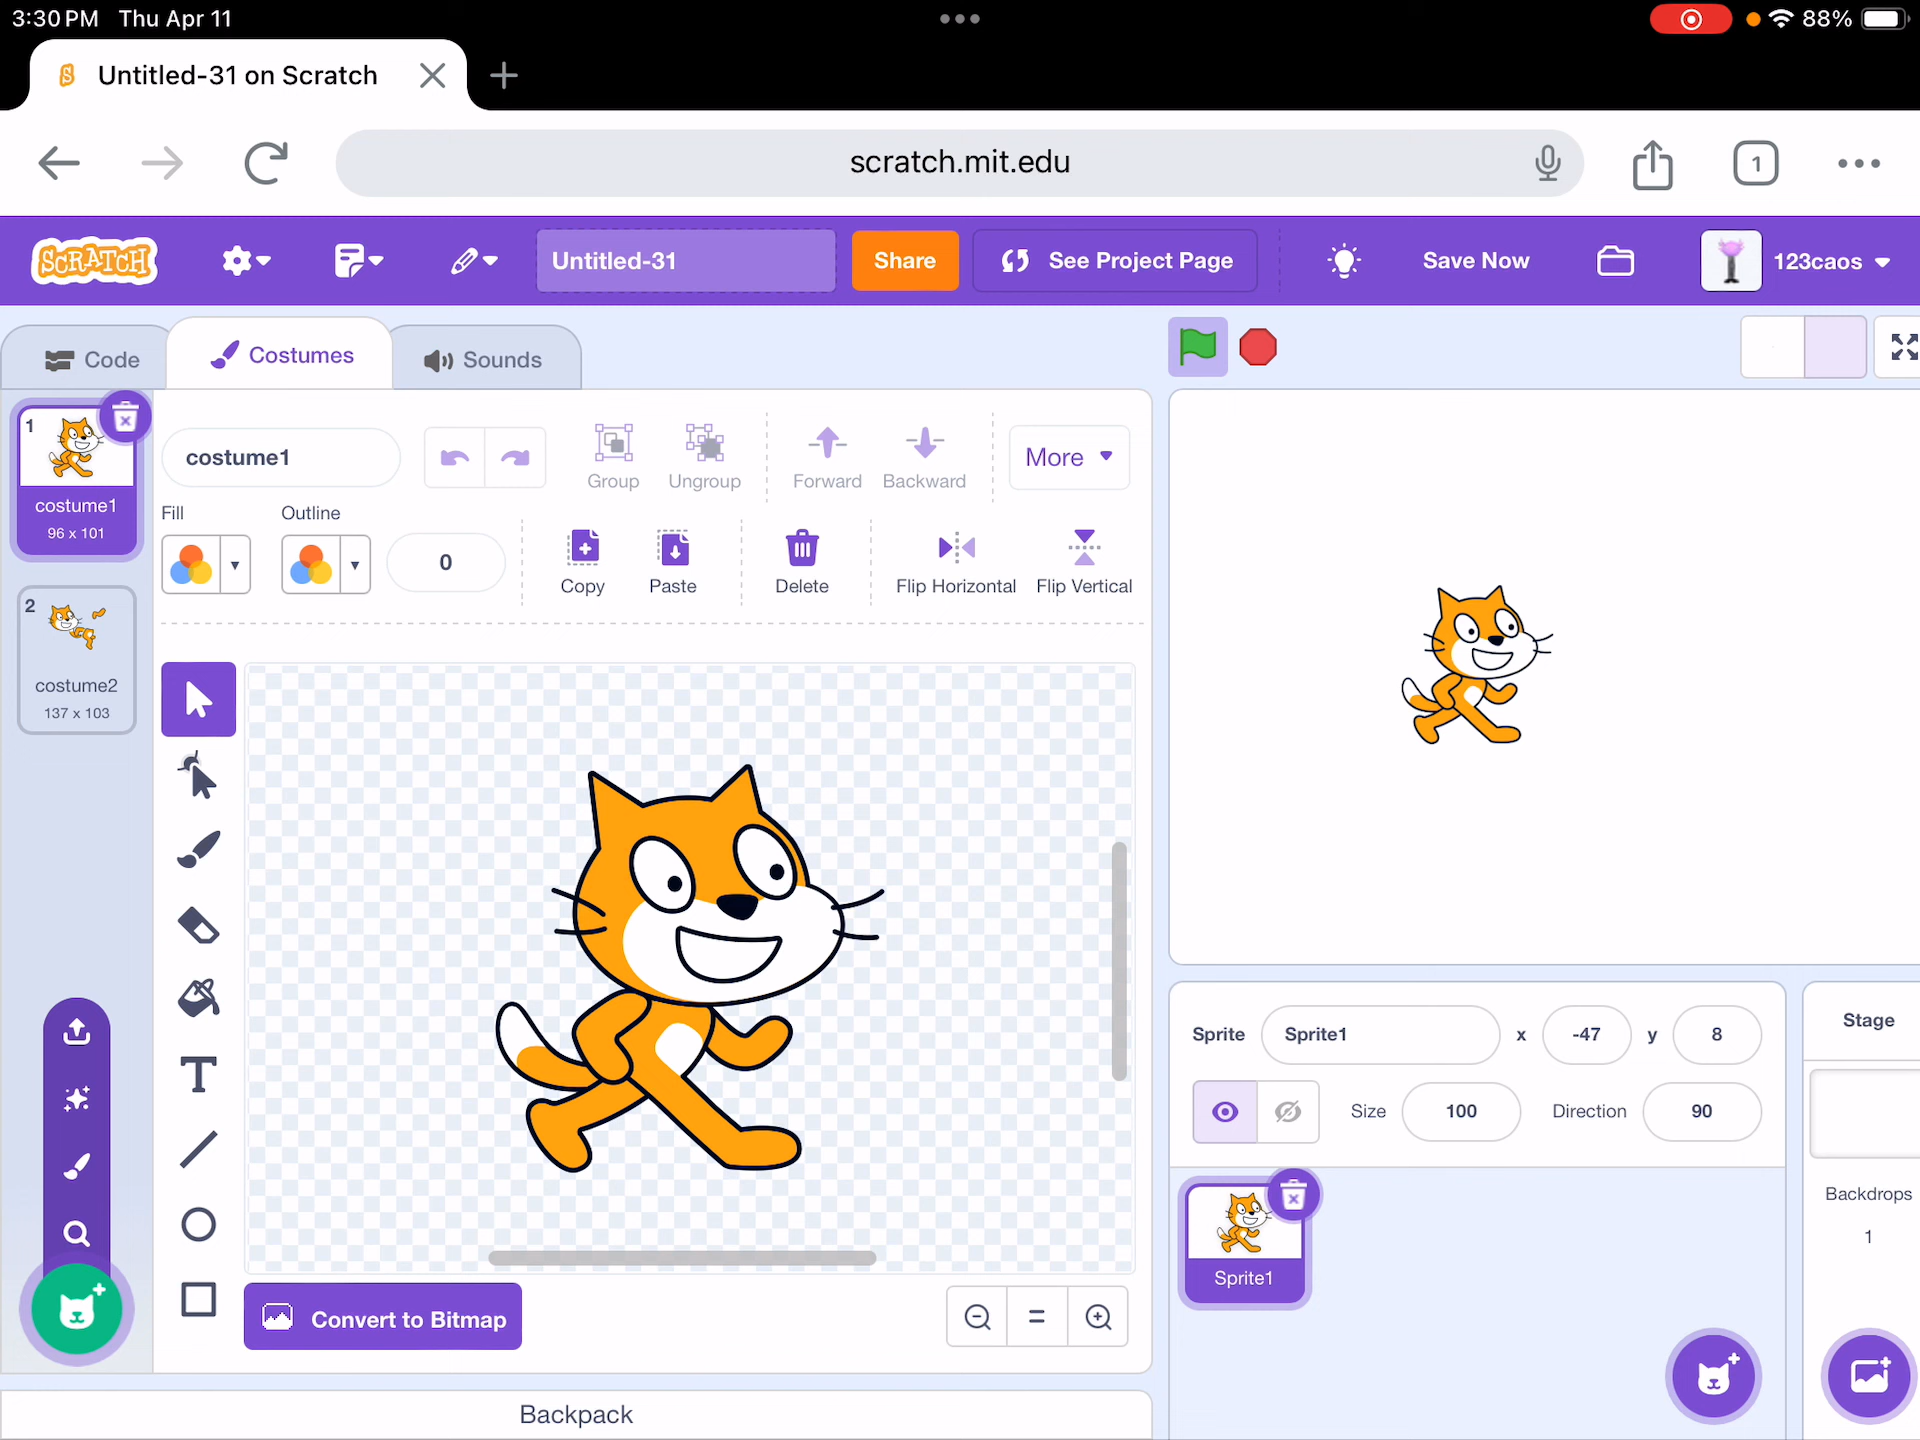 3:30 PM Thu Apr 11
88%
Untitled-31 on Scratch
scratch.mit.edu
1
SCRATCH
Untitled-31
Share
See Project Page
Save Now
123caos
Code
Costumes
Sounds
1
costume1
96 x 101
2
costume2
137 x 103
costume1
Group
Ungroup
Forward
Backward
More
Fill
Outline
0
Copy
Paste
Delete
Flip Horizontal
Flip Vertical
T
Convert to Bitmap
=
Backpack
Sprite
Sprite1
x
-47
y
8
Size
100
Direction
90
Sprite1
Stage
Backdrops
1